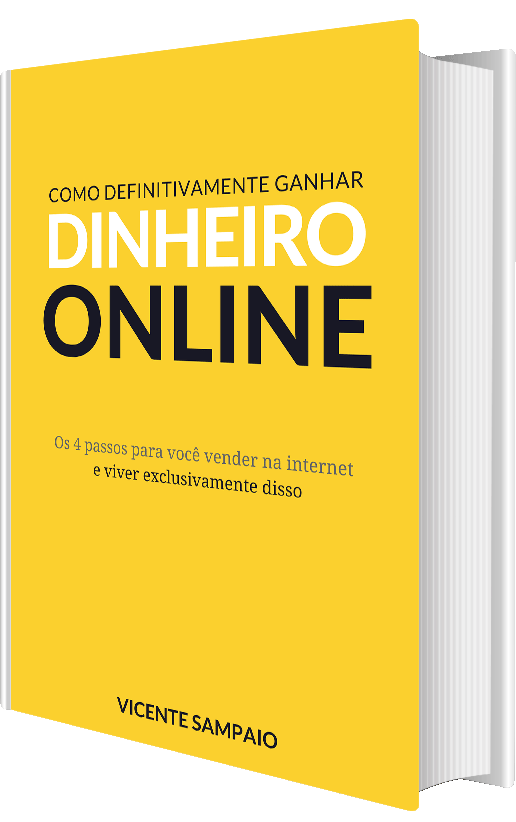 COMO DEFINITIVAMENTE GANHAR
DINHEIRO
ONLINE
Os 4 passos para você vender na internet
e viver exclusivamente disso
VICENTE SAMPAIO